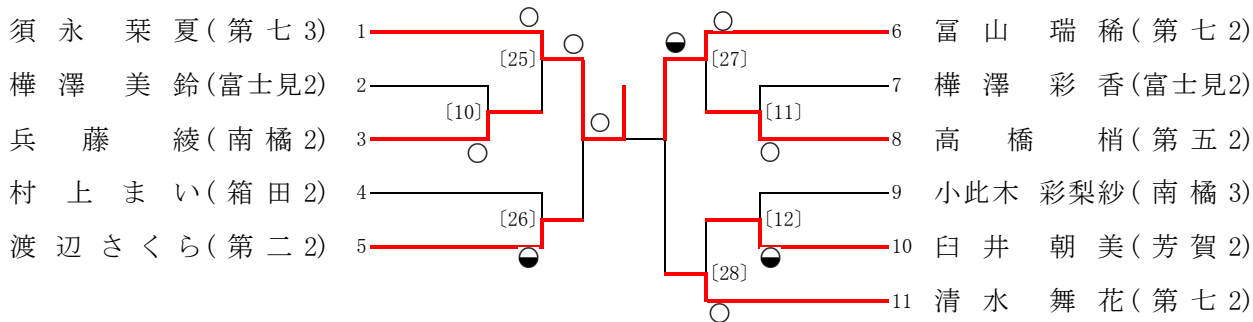 須永 栞夏(第七3) 1
〔25〕
樺澤 美鈴(富士見2) 2
〔10〕
兵藤 綾(南橘2) 3
村上まい(箱田2) 4
〔26〕
渡辺さくら(第二2) 5
6 冨山 瑞稀(第七2)
〔27〕
7 樺澤 彩香(富士見2)
〔11〕
8 高橋 梢(第五2)
9 小此木 彩梨紗(南橘3)
〔12〕
10 臼井 朝美(芳賀2)
〔28〕
11 清水 舞花(第七2)